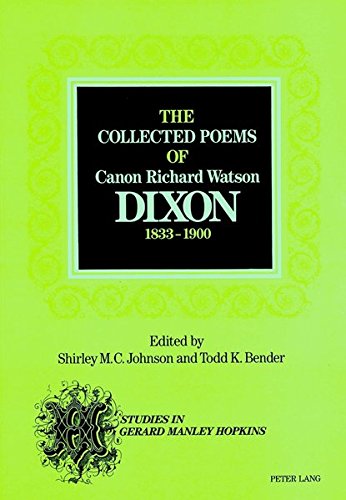 THE
COLLECTED POEMS
OF
Canon Richard Watson
DIXON
1833–1900
Edited by
Shirley M.C. Johnson and Todd K. Bender
STUDIES IN
GERARD MANLEY HOPKINS
PETER LANG